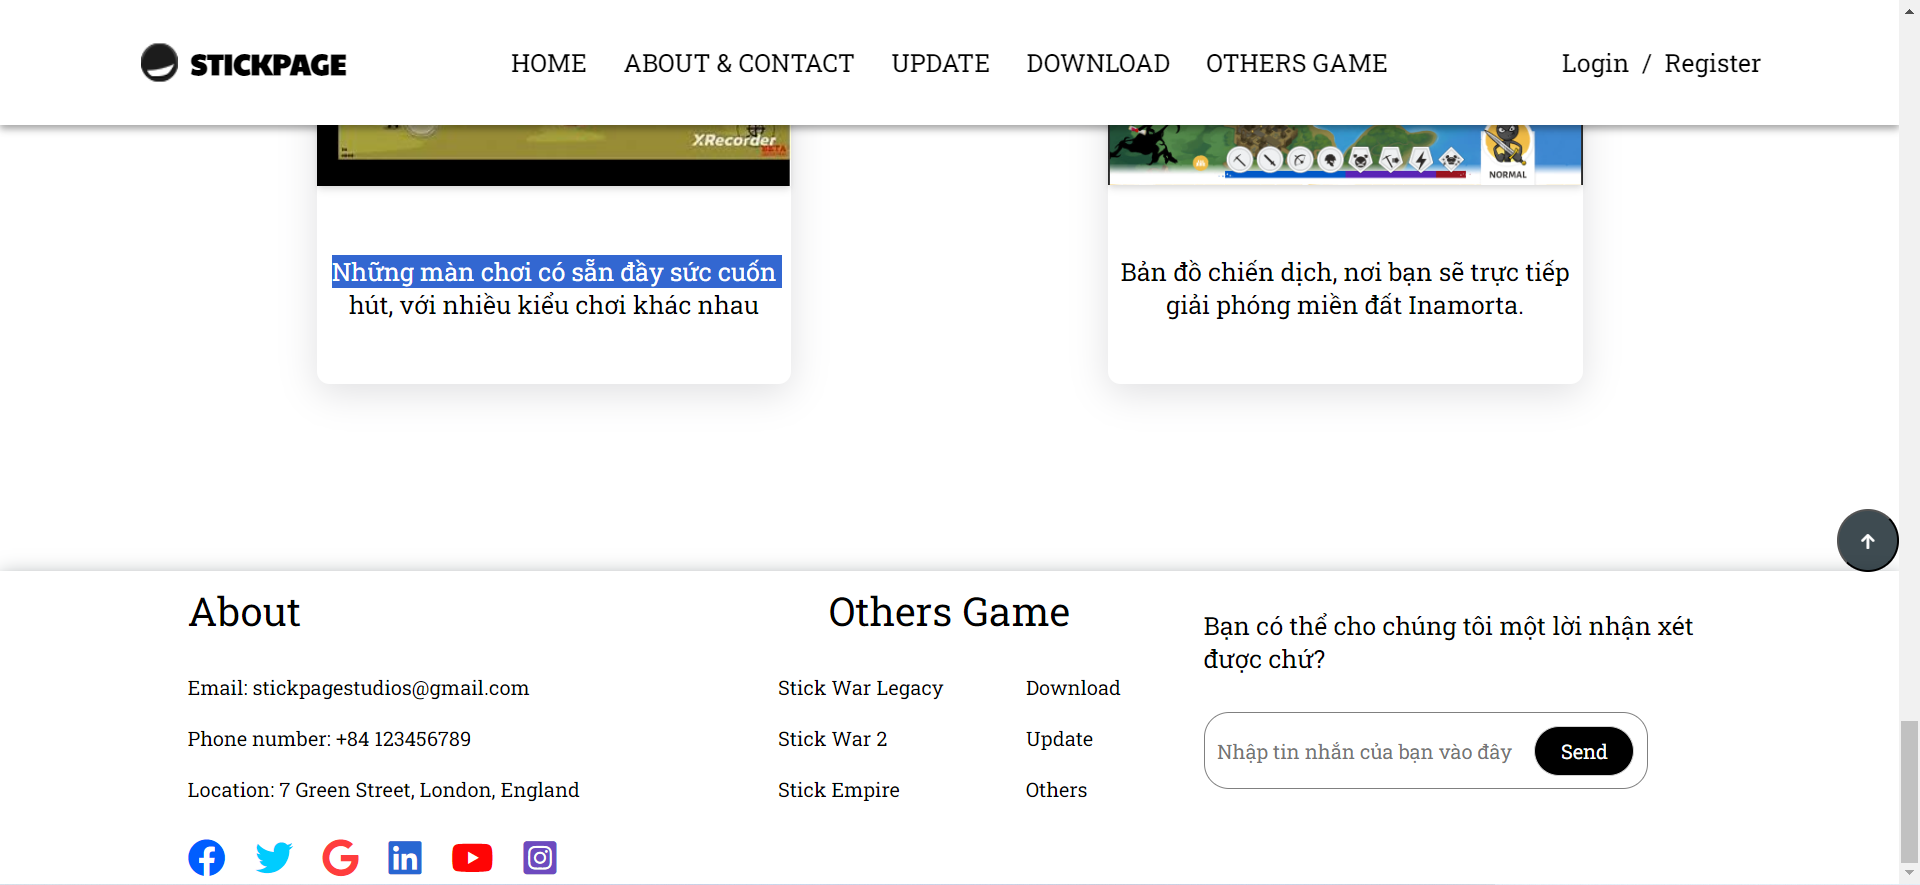 STICKPAGE
HOME ABOUT & CONTACT UPDATE DOWNLOAD OTHERS GAME
Login / Register
XRecorder
BETA
NORMAL
Những màn chơi có sẵn đầy sức cuốn
hút, với nhiều kiểu chơi khác nhau
Bản đồ chiến dịch, nơi bạn sẽ trực tiếp
giải phóng miền đất Inamorta.
About
Email: stickpagestudios@gmail.com
Phone number: +84 123456789
Location: 7 Green Street, London, England
Others Game
Stick War Legacy
Stick War 2
Stick Empire
Download
Update
Others
Bạn có thể cho chúng tôi một lời nhận xét
được chứ?
Nhập tin nhắn của bạn vào đây
Send